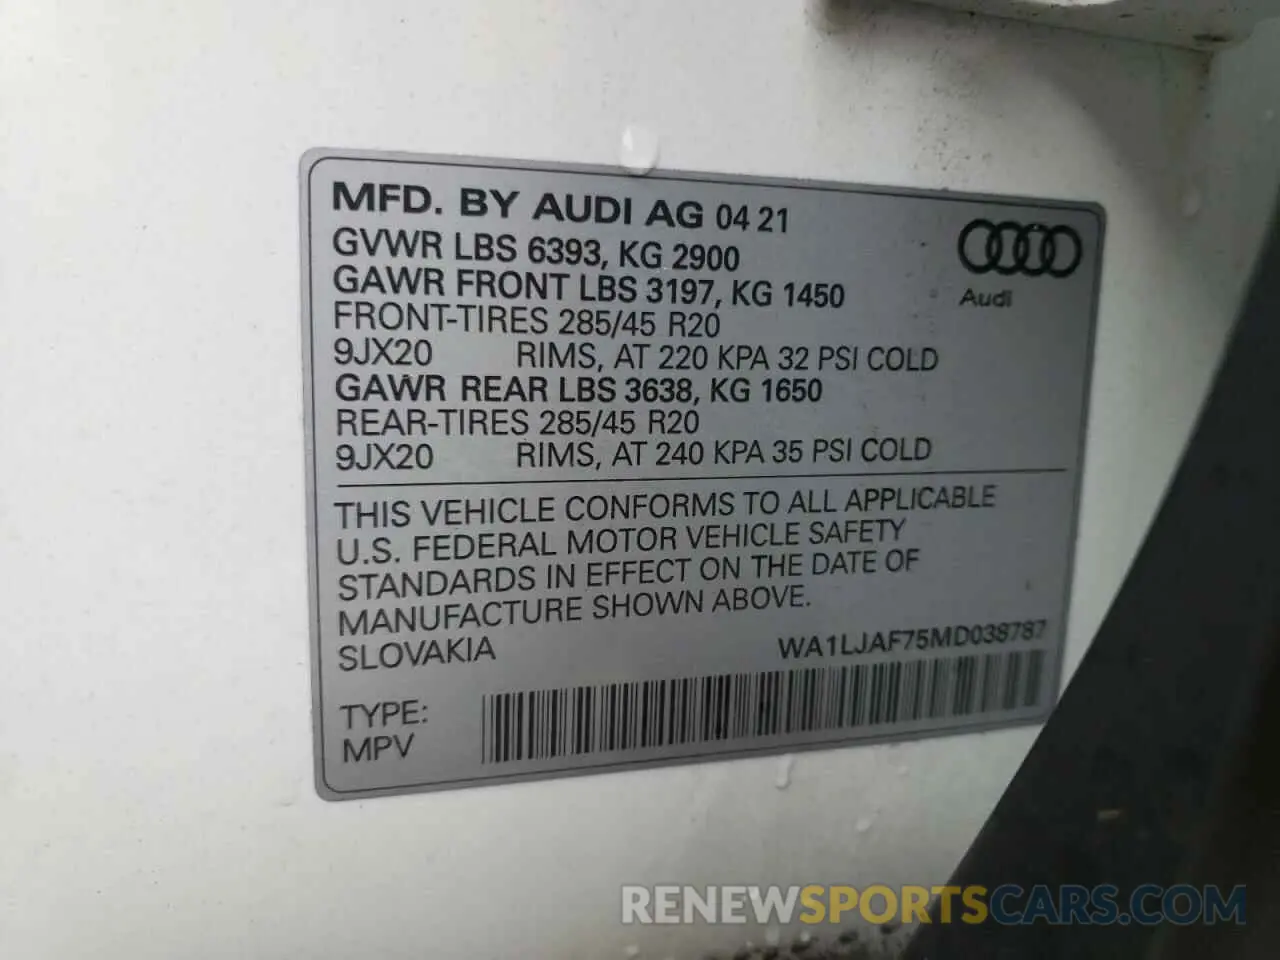 MFD. BY AUDI AG 04 21
GVWR LBS 6393, KG 2900
GAWR FRONT LBS 3197, KG 1450
FRONT-TIRES 285/45 R20
9JX20 RIMS, AT 220 KPA 32 PSI COLD
GAWR REAR LBS 3638, KG 1650
REAR-TIRES 285/45 R20
9JX20 RIMS, AT 240 KPA 35 PSI COLD
Audi
THIS VEHICLE CONFORMS TO ALL APPLICABLE
U.S. FEDERAL MOTOR VEHICLE SAFETY
STANDARDS IN EFFECT ON THE DATE OF
MANUFACTURE SHOWN ABOVE.
SLOVAKIA WA1LJAF75MD038787
TYPE:
MPV
RENEWSPORTSCARS.COM